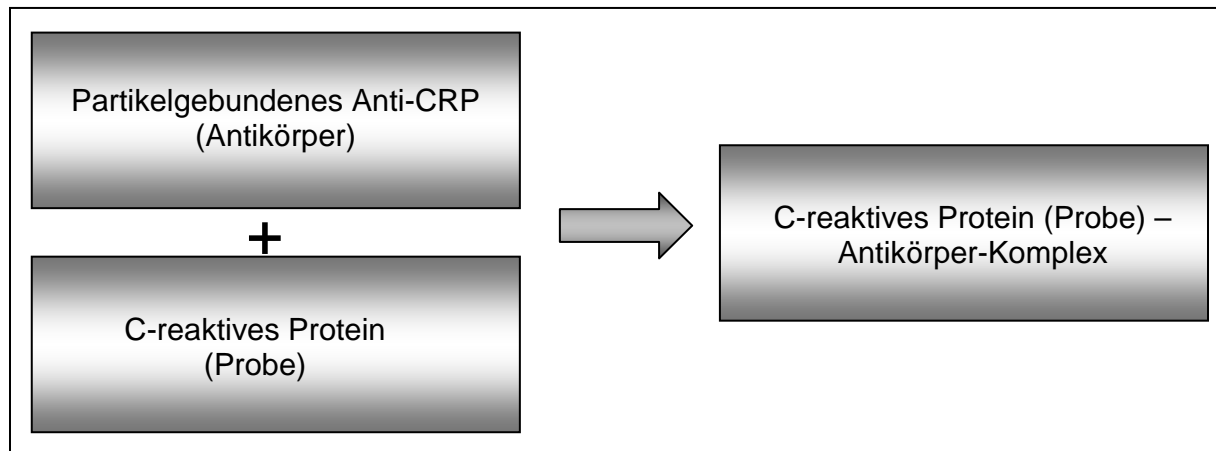 Partikelgebundenes Anti-CRP
(Antikörper)
+
C-reaktives Protein
(Probe)
C-reaktives Protein (Probe) –
Antikörper-Komplex